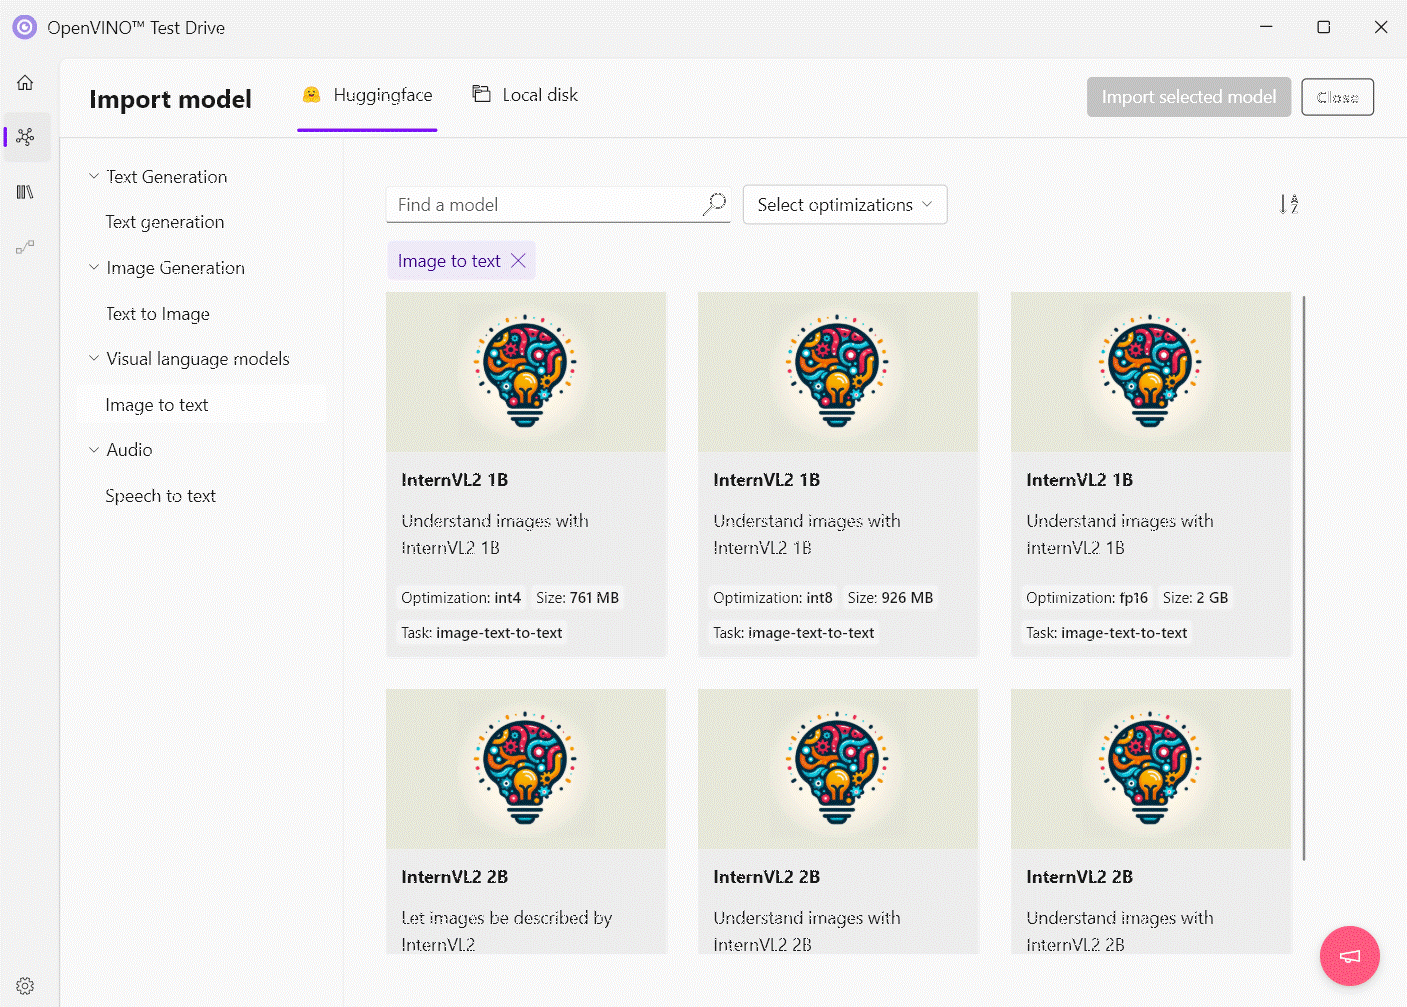 OpenVINO™ Test Drive
Import model
Huggingface
Local disk
Import selected model
Close
Text Generation
Text generation
Image Generation
Text to Image
Visual language models
Image to text
Audio
Speech to text
Find a model
Select optimizations
A
Z
Image to text
InternVL2 1B
Understand images with
InternVL2 1B
Optimization: int4 Size: 761 MB
Task: image-text-to-text
InternVL2 1B
Understand images with
InternVL2 1B
Optimization: int8 Size: 926 MB
Task: image-text-to-text
InternVL2 1B
Understand images with
InternVL2 1B
Optimization: fp16 Size: 2 GB
Task: image-text-to-text
InternVL2 2B
Let images be described by
InternVL2
InternVL2 2B
Understand images with
InternVL2 2B
InternVL2 2B
Understand images with
InternVL2 2B